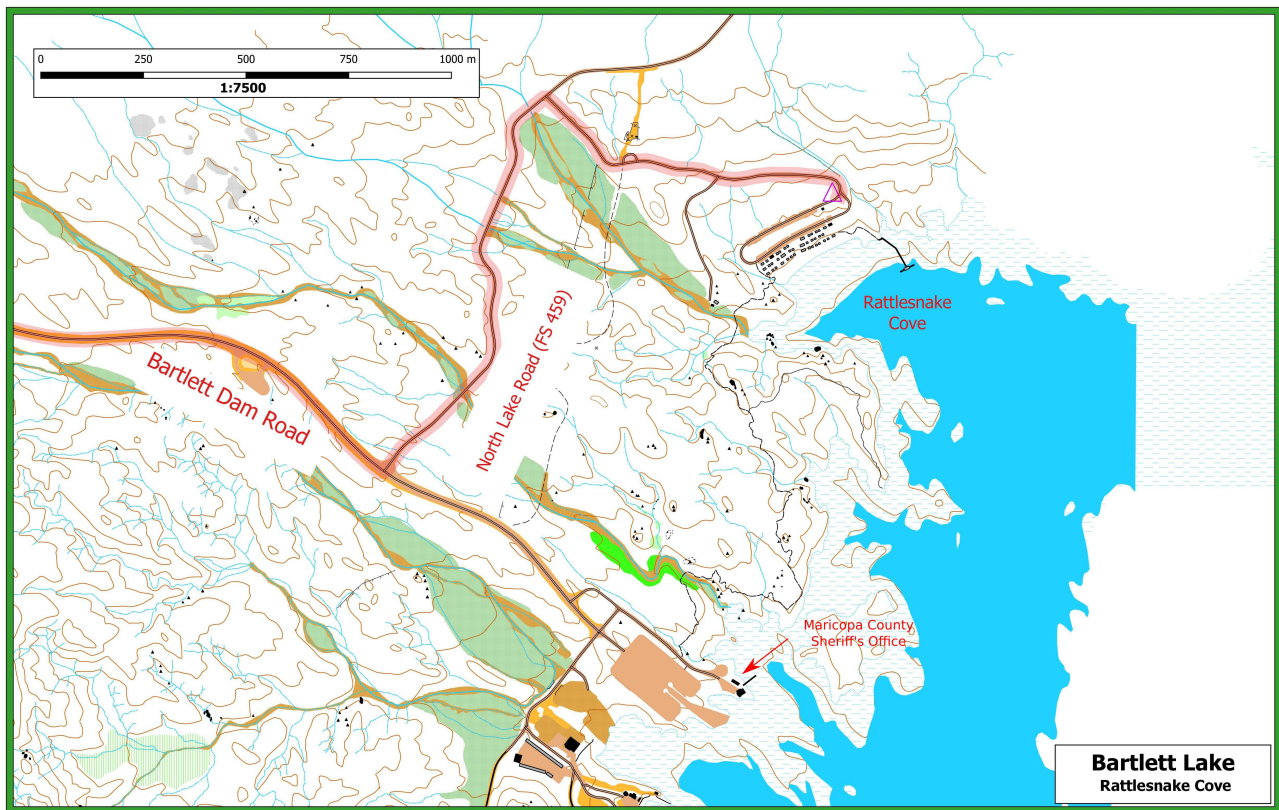 0 250 500 750 1000 m
1:7500
Rattlesnake
Cove
North Lake Road (FS 459)
Bartlett Dam Road
Maricopa County
Sheriff's Office
Bartlett Lake
Rattlesnake Cove